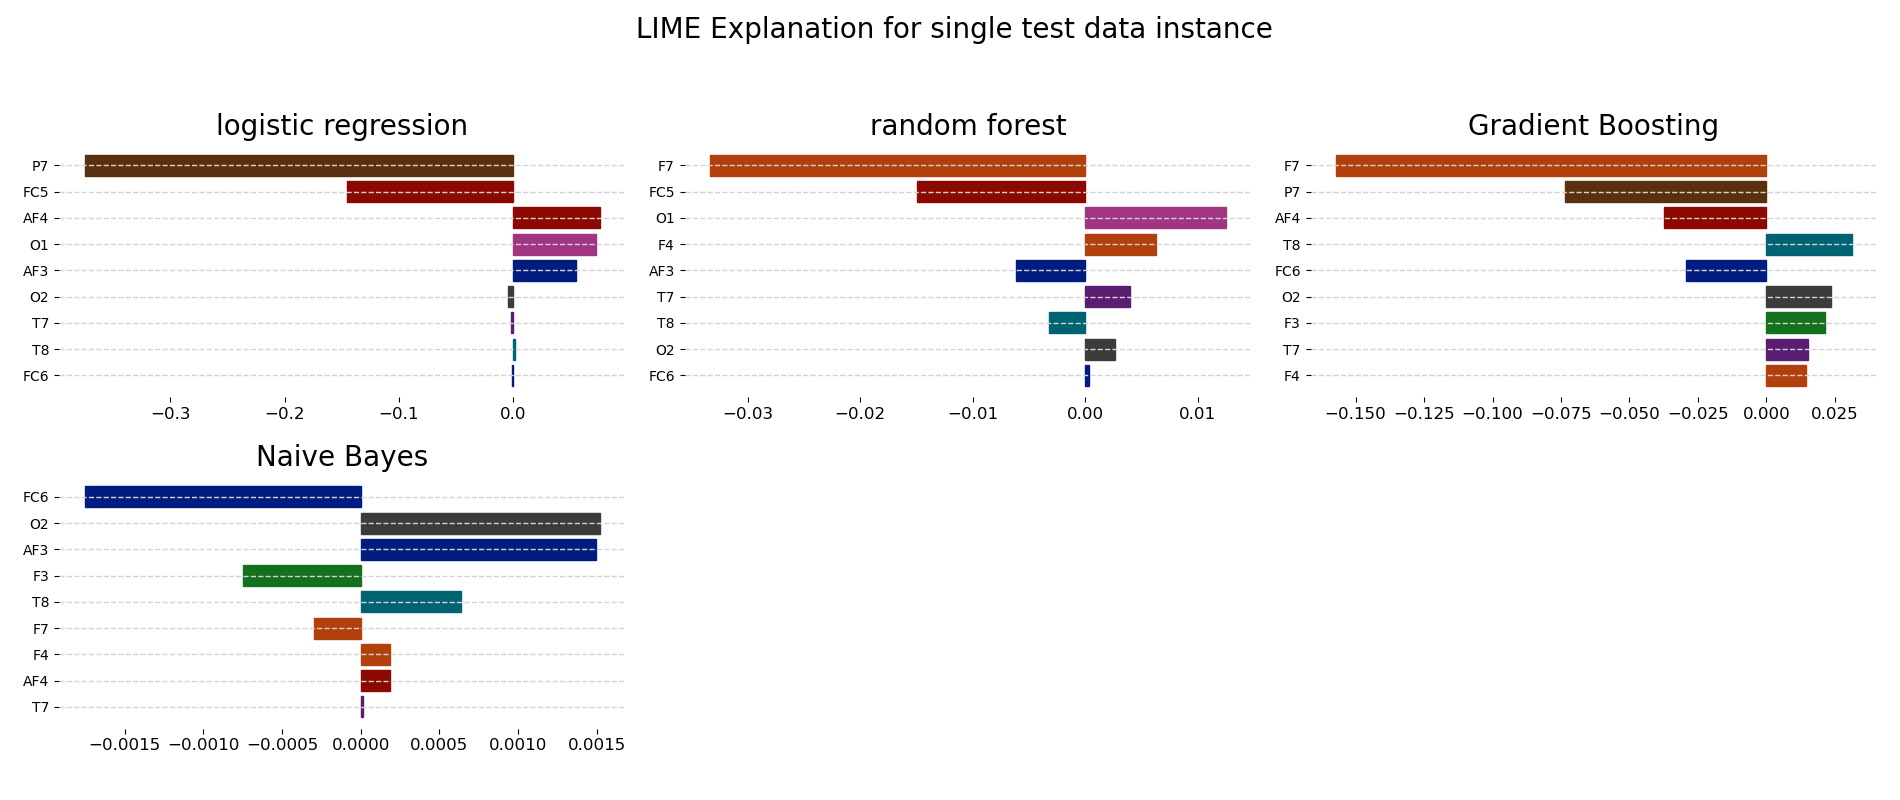 LIME Explanation for single test data instance
logistic regression
P7
FC5
AF4
O1
AF3
O2
T7
T8
FC6
−0.3 −0.2 −0.1 0.0
random forest
F7
FC5
O1
F4
AF3
T7
T8
O2
FC6
−0.03 −0.02 −0.01 0.00 0.01
Gradient Boosting
F7
P7
AF4
T8
FC6
O2
F3
T7
F4
−0.150 −0.125 −0.100 −0.075 −0.050 −0.025 0.000 0.025
Naive Bayes
FC6
O2
AF3
F3
T8
F7
F4
AF4
T7
−0.0015 −0.0010 −0.0005 0.0000 0.0005 0.0010 0.0015